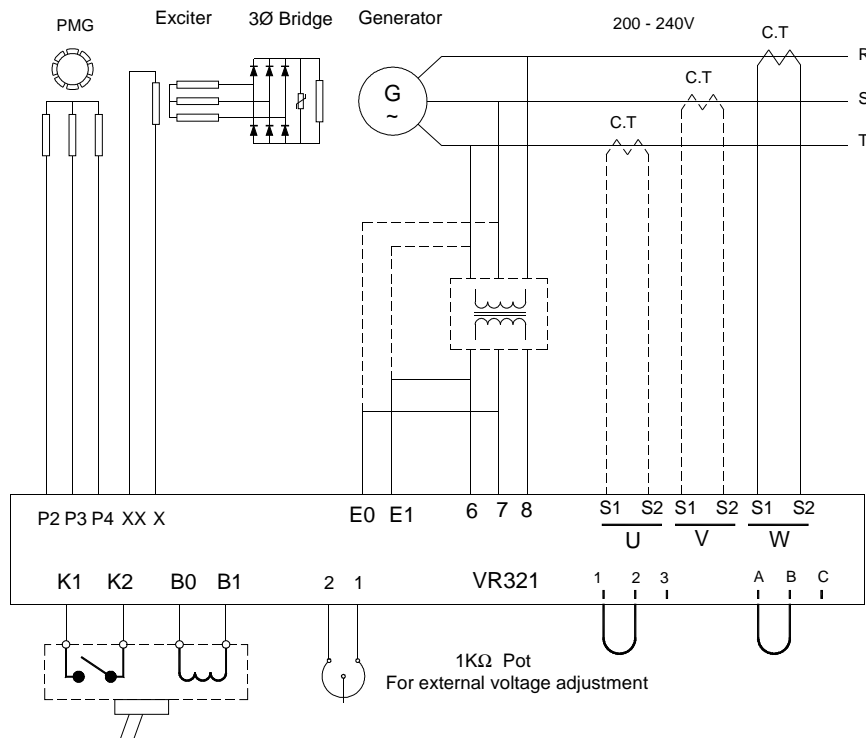 PMG
Exciter
3Ø Bridge
Generator
200 - 240V
C.T
R
C.T
S
C.T
T
G
~
P2 P3 P4 XX X
E0 E1
6 7 8
S1 S2
U
S1 S2
V
S1 S2
W
K1 K2 B0 B1
2 1
VR321
1 2 3
A B C
1KΩ Pot
For external voltage adjustment